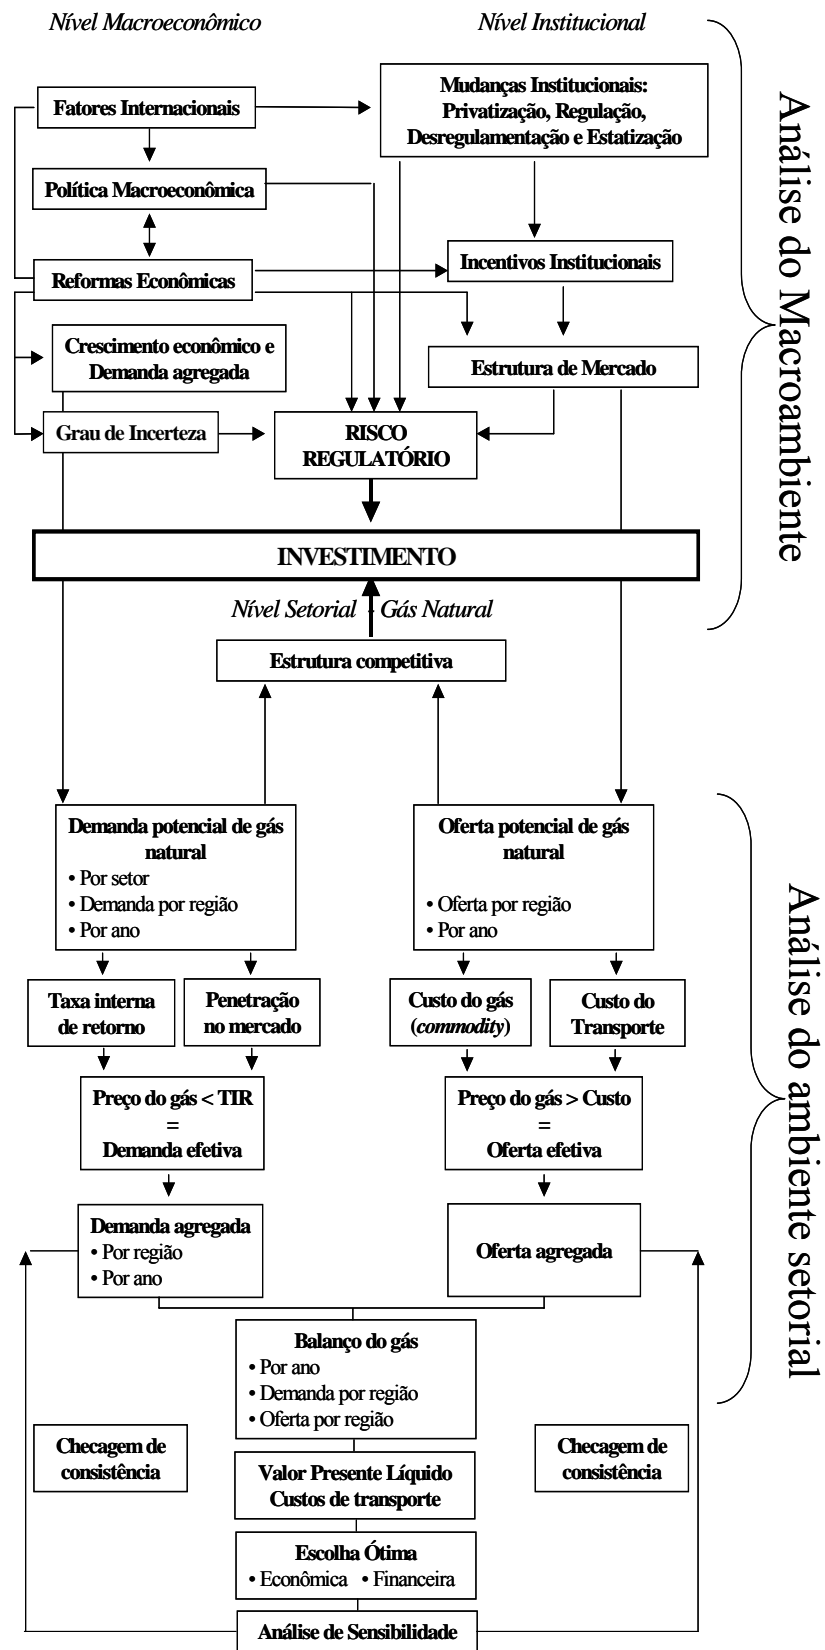 Nível Macroeconômico
Nível Institucional
Fatores Internacionais
Mudanças Institucionais:
Privatização, Regulação,
Desregulamentação e Estatização
Política Macroeconômica
Reformas Econômicas
Incentivos Institucionais
Crescimento econômico e
Demanda agregada
Estrutura de Mercado
Grau de Incerteza
RISCO
REGULATÓRIO
Análise do Macroambiente
INVESTIMENTO
Nível Setorial - Gás Natural
Estrutura competitiva
Demanda potencial de gás
natural
• Por setor
• Demanda por região
• Por ano
Oferta potencial de gás
natural
• Oferta por região
• Por ano
Taxa interna
de retorno
Penetração
no mercado
Custo do gás
(commodity)
Custo do
Transporte
Preço do gás < TIR
=
Demanda efetiva
Preço do gás > Custo
=
Oferta efetiva
Demanda agregada
• Por região
• Por ano
Oferta agregada
Análise do ambiente setorial
Balanço do gás
• Por ano
• Demanda por região
• Oferta por região
Checagem de
consistência
Checagem de
consistência
Valor Presente Líquido
Custos de transporte
Escolha Ótima
• Econômica • Financeira
Análise de Sensibilidade